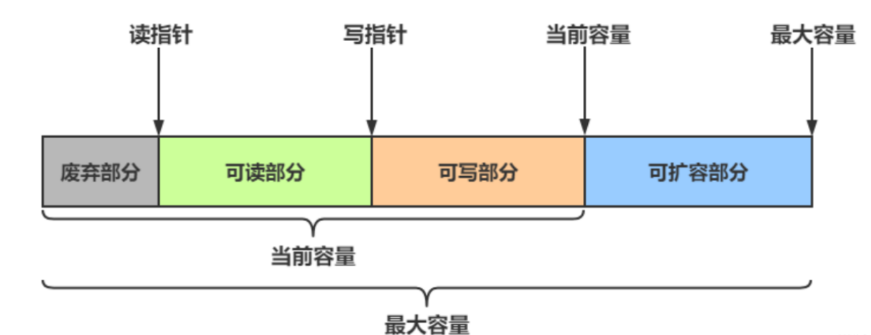 读指针 写指针 当前容量 最大容量
废弃部分 可读部分 可写部分 可扩容部分
当前容量
最大容量